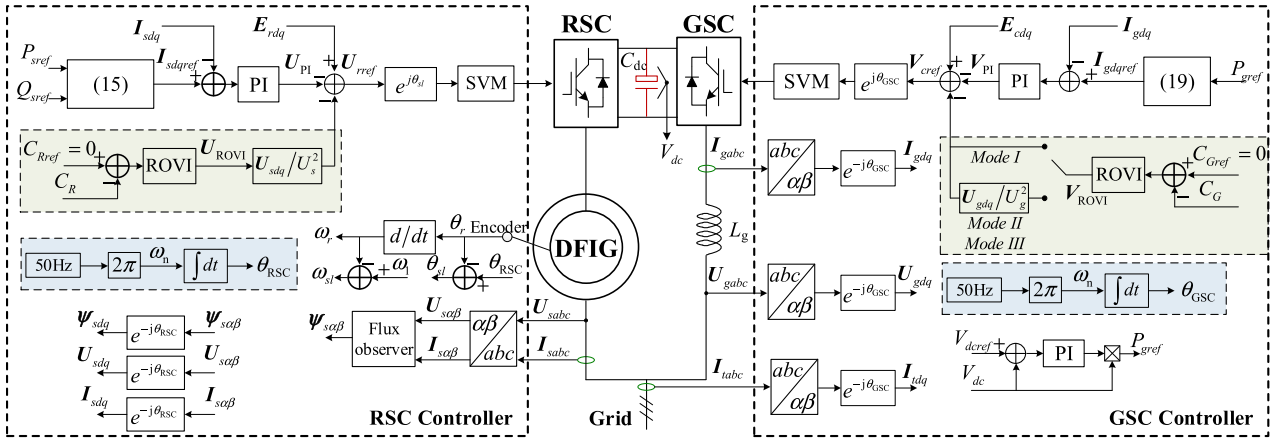 RSC
GSC
I_sdq
E_rdq
P_sref
Q_sref
(15)
I_sdqref
PI
U_PI
U_rref
e^{jθ_sl}
SVM
C_Rref = 0
C_R
ROVI
U_ROVI
U_sdq/U_s^2
C_dc
V_dc
SVM
e^{jθ_GSC}
V_cref
V_PI
E_cdq
PI
I_gdq
I_gdqref
(19)
P_gref
Mode I
U_gdq/U_g^2
Mode II
Mode III
V_ROVI
ROVI
C_Gref = 0
C_G
I_gabc
abc
αβ
e^{-jθ_GSC}
I_gdq
L_g
U_gabc
abc
αβ
e^{-jθ_GSC}
U_gdq
I_tabc
abc
αβ
e^{-jθ_GSC}
I_tdq
ω_r
d/dt
θ_r Encoder
DFIG
ω_sl
ω_1
θ_sl
θ_RSC
50Hz
2π
ω_n
∫dt
θ_RSC
50Hz
2π
ω_n
∫dt
θ_GSC
ψ_sdq
e^{-jθ_RSC}
ψ_sαβ
U_sdq
e^{-jθ_RSC}
U_sαβ
I_sdq
e^{-jθ_RSC}
I_sαβ
ψ_sαβ
Flux
observer
U_sαβ
I_sαβ
αβ
abc
U_sabc
I_sabc
V_dcref
V_dc
PI
P_gref
RSC Controller
Grid
GSC Controller